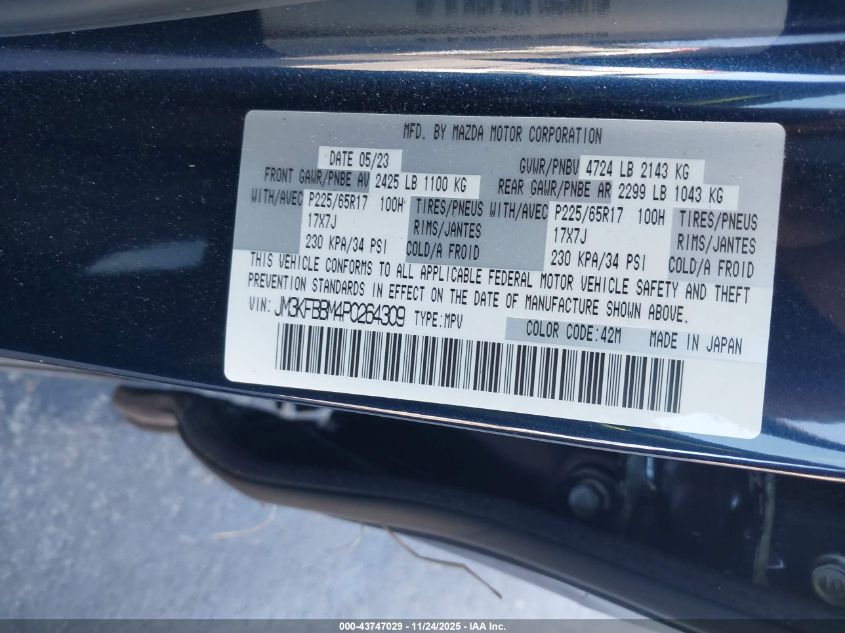 MFD. BY MAZDA MOTOR CORPORATION
DATE 05/23 GVWR/PNBV 4724 LB 2143 KG
FRONT GAWR/PNBE AV 2425 LB 1100 KG REAR GAWR/PNBE AR 2299 LB 1043 KG
WITH/AVEC P225/65R17 100H TIRES/PNEUS WITH/AVEC P225/65R17 100H TIRES/PNEUS
17X7J RIMS/JANTES 17X7J RIMS/JANTES
230 KPA/34 PSI COLD/A FROID 230 KPA/34 PSI COLD/A FROID
THIS VEHICLE CONFORMS TO ALL APPLICABLE FEDERAL MOTOR VEHICLE SAFETY AND THEFT
PREVENTION STANDARDS IN EFFECT ON THE DATE OF MANUFACTURE SHOWN ABOVE.
VIN: JM3KFBBM4P0264309 TYPE:MPV COLOR CODE:42M MADE IN JAPAN
000-43747029 - 11/24/2025 - IAA Inc.